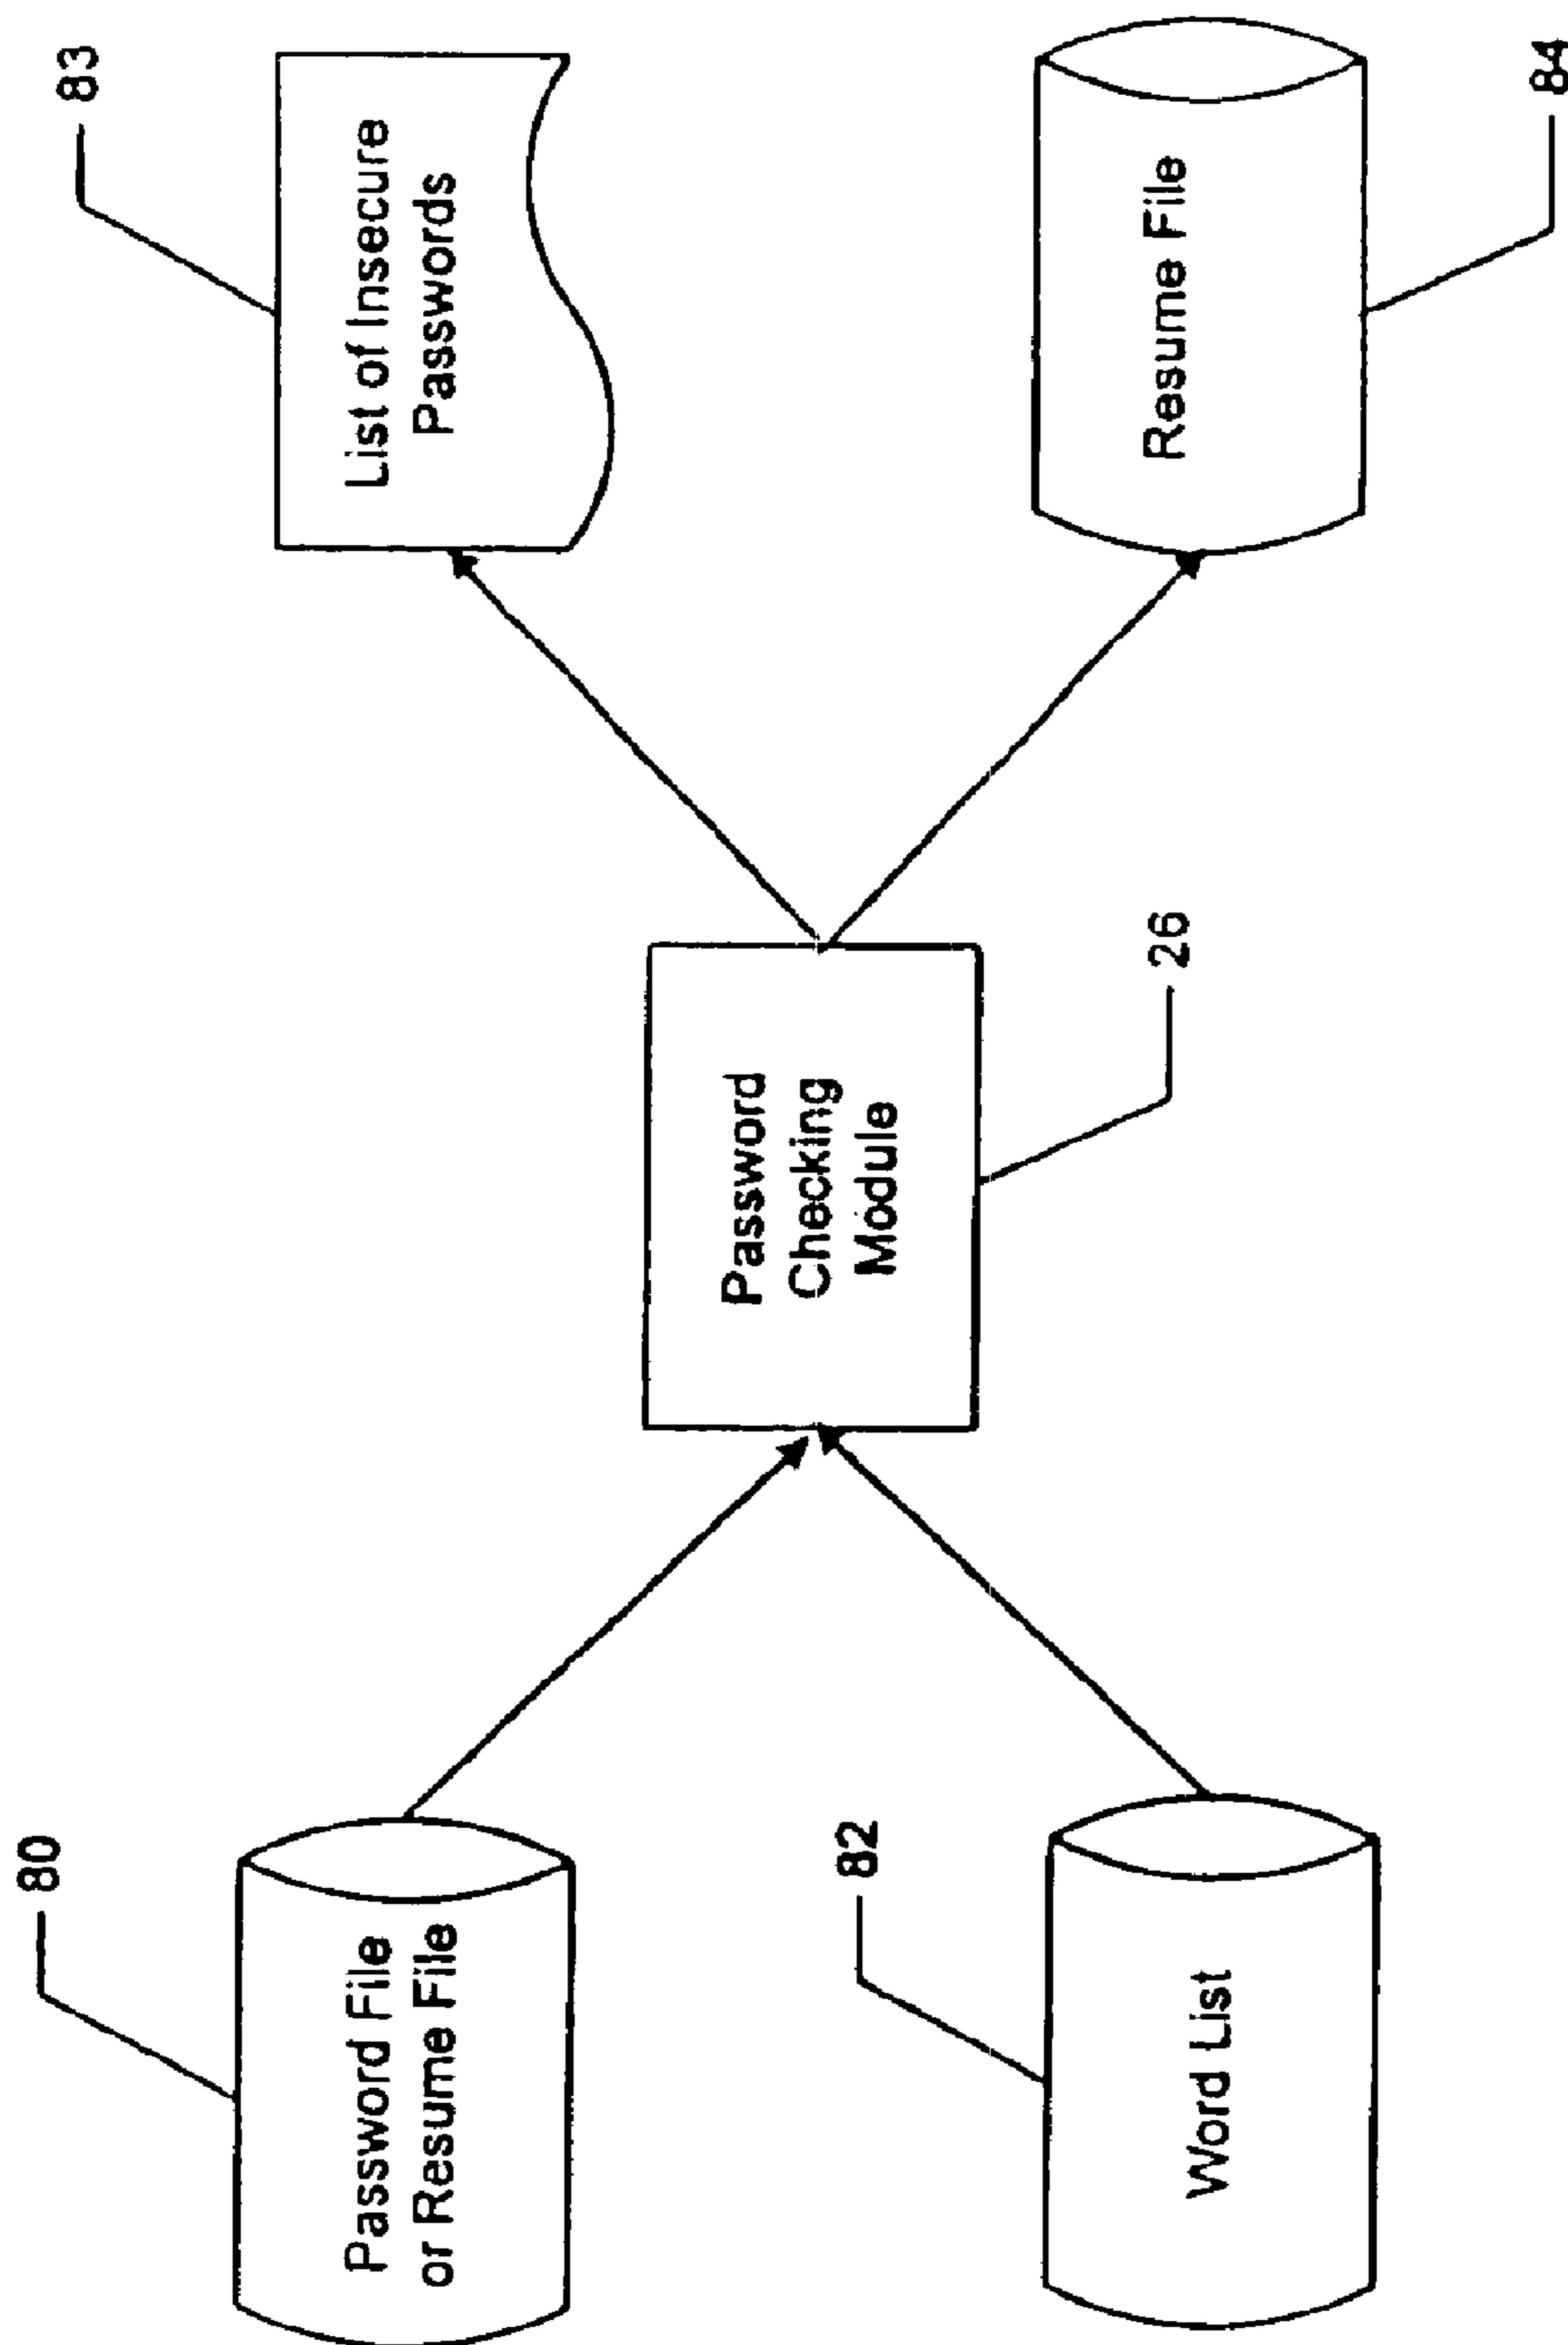 80
Password File
or Resume File
82
Word List
Password
Checking
Module
26
83
List of Insecure
Passwords
Resume File
84